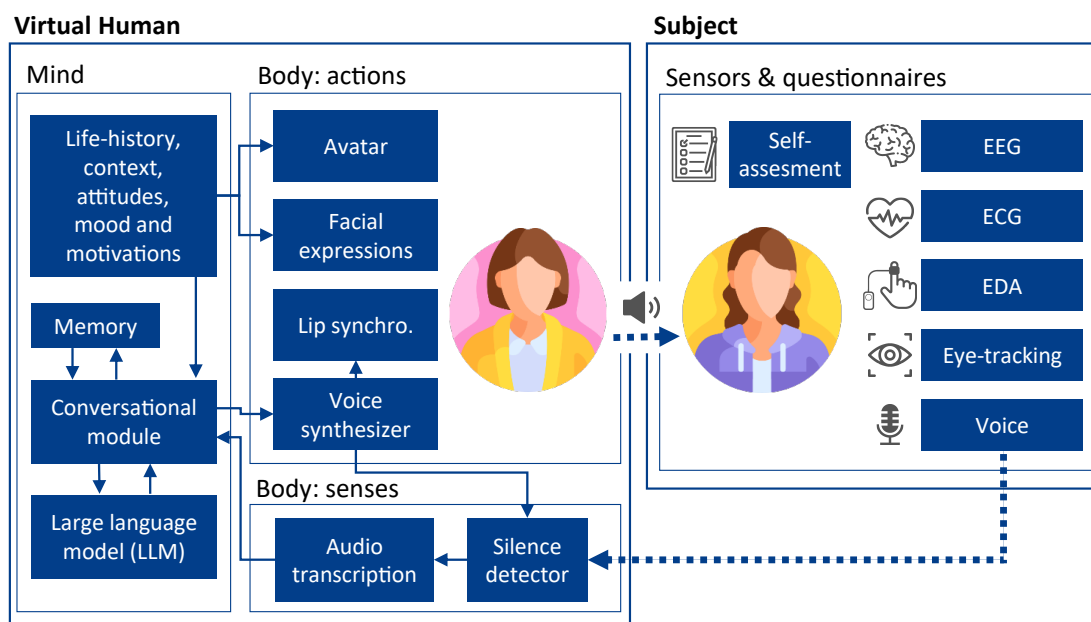 Virtual Human
Mind
Life-history,
context,
attitudes,
mood and
motivations
Memory
Conversational
module
Large language
model (LLM)
Body: actions
Avatar
Facial
expressions
Lip synchro.
Voice
synthesizer
Body: senses
Audio
transcription
Silence
detector
Subject
Sensors & questionnaires
Self-
assesment
EEG
ECG
EDA
Eye-tracking
Voice